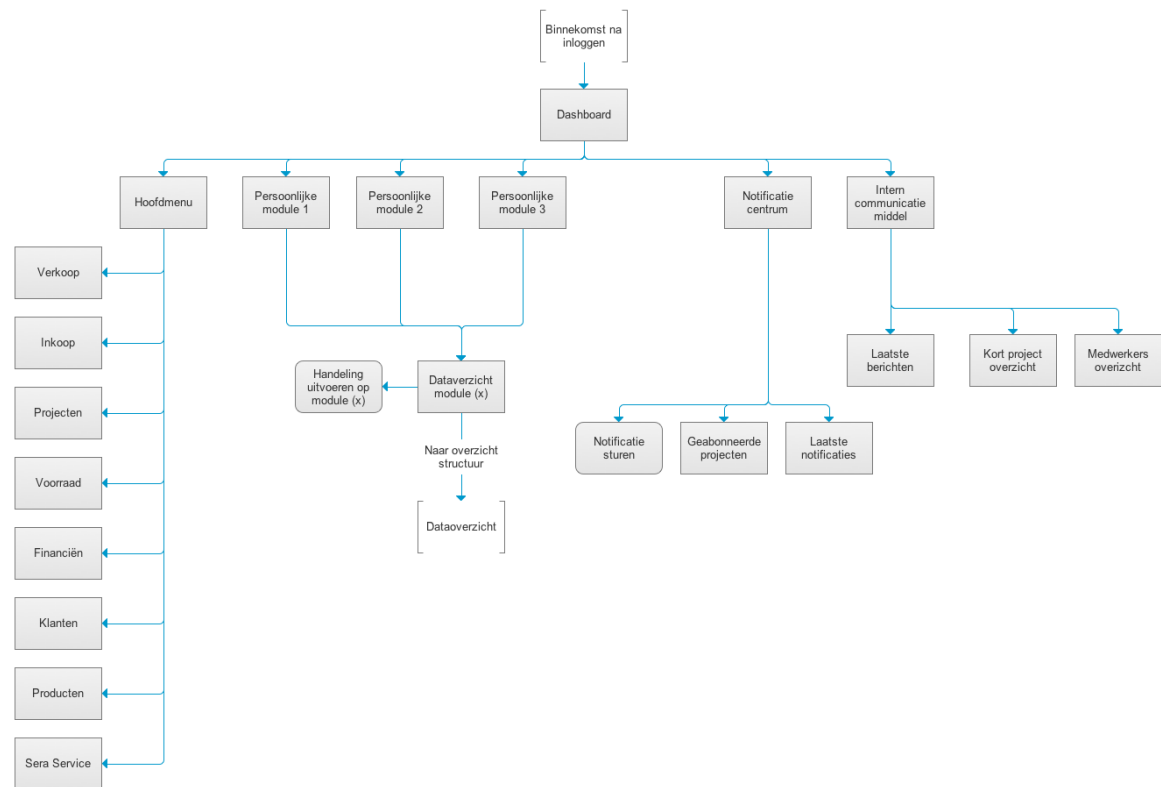 Binnekomst na
inloggen
Dashboard
Hoofdmenu
Persoonlijke
module 1
Persoonlijke
module 2
Persoonlijke
module 3
Notificatie
centrum
Intern
communicatie
middel
Verkoop
Inkoop
Projecten
Voorraad
Financiën
Klanten
Producten
Sera Service
Handeling
uitvoeren op
module (x)
Dataverzicht
module (x)
Naar overzicht
structuur
Dataoverzicht
Notificatie
sturen
Geabonneerde
projecten
Laatste
notificaties
Laatste
berichten
Kort project
overzicht
Medwerkers
overizcht